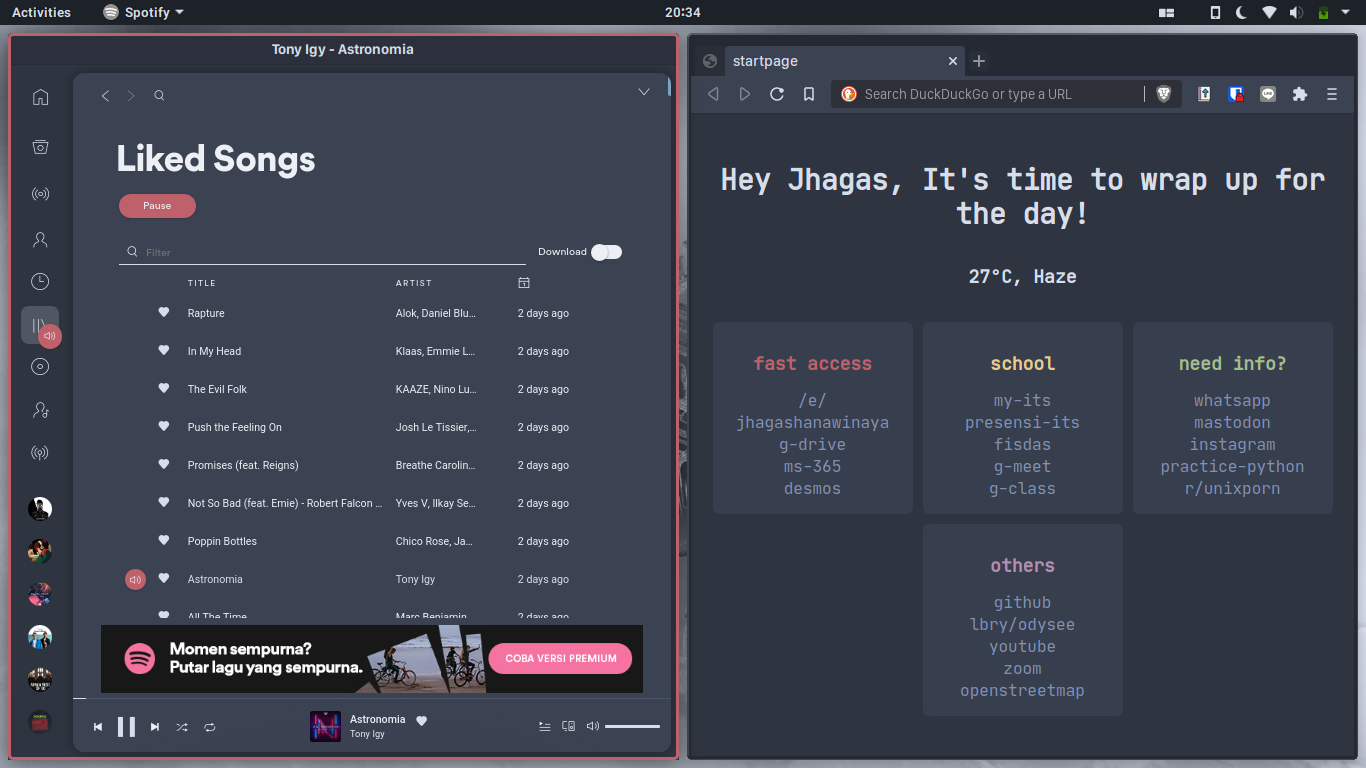 Activities
Spotify
20:34
Tony Igy - Astronomia
Liked Songs
Pause
Filter
Download
TITLE ARTIST
Rapture Alok, Daniel Blu... 2 days ago
In My Head Klaas, Emmie L... 2 days ago
The Evil Folk KAAZE, Nino Lu... 2 days ago
Push the Feeling On Josh Le Tissier,... 2 days ago
Promises (feat. Reigns) Breathe Carolin... 2 days ago
Not So Bad (feat. Emie) - Robert Falcon ... Yves V, Ilkay Se... 2 days ago
Poppin Bottles Chico Rose, Ja... 2 days ago
Astronomia Tony Igy 2 days ago
All The Time Marc Benjamin 2 days ago
Momen sempurna?
Putar lagu yang sempurna.
COBA VERSI PREMIUM
Astronomia
Tony Igy
startpage
Search DuckDuckGo or type a URL
Hey Jhagas, It's time to wrap up for
the day!
27°C, Haze
fast access
/e/
jhagashanawinaya
g-drive
ms-365
desmos
school
my-its
presensi-its
fisdas
g-meet
g-class
need info?
whatsapp
mastodon
instagram
practice-python
r/unixporn
others
github
lbry/odysee
youtube
zoom
openstreetmap